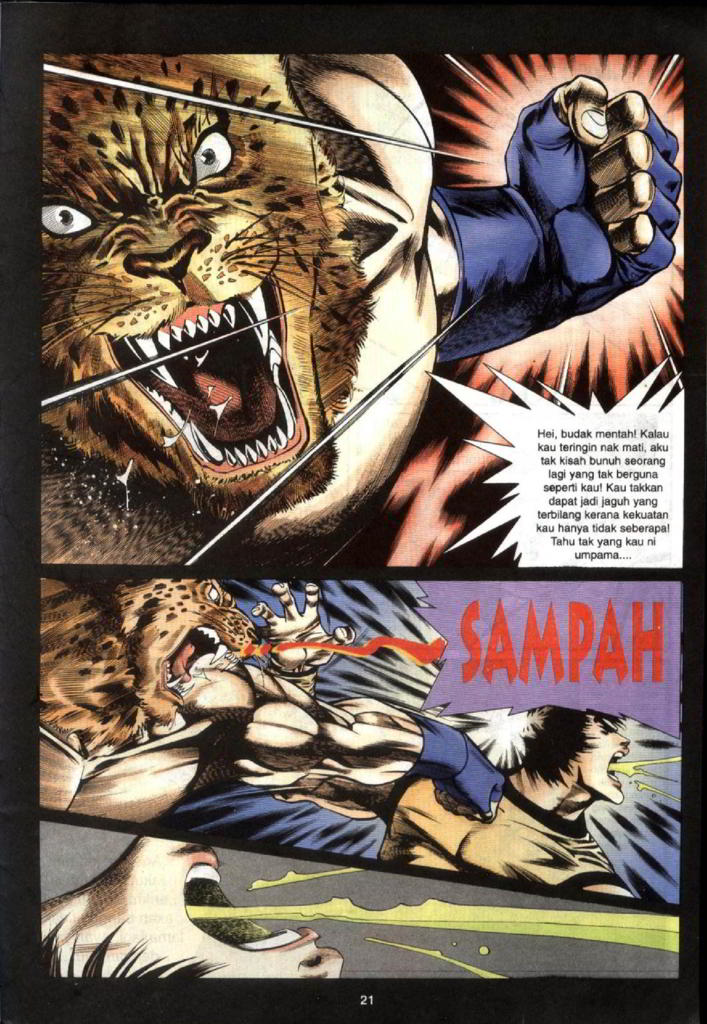 Hei, budak mentah! Kalau
kau teringin nak mati, aku
tak kisah bunuh seorang
lagi yang tak berguna
seperti kau! Kau takkan
dapat jadi jaguh yang
terbilang kerana kekuatan
kau hanya tidak seberapa!
Tahu tak yang kau ni
umpama....
SAMPAH
21